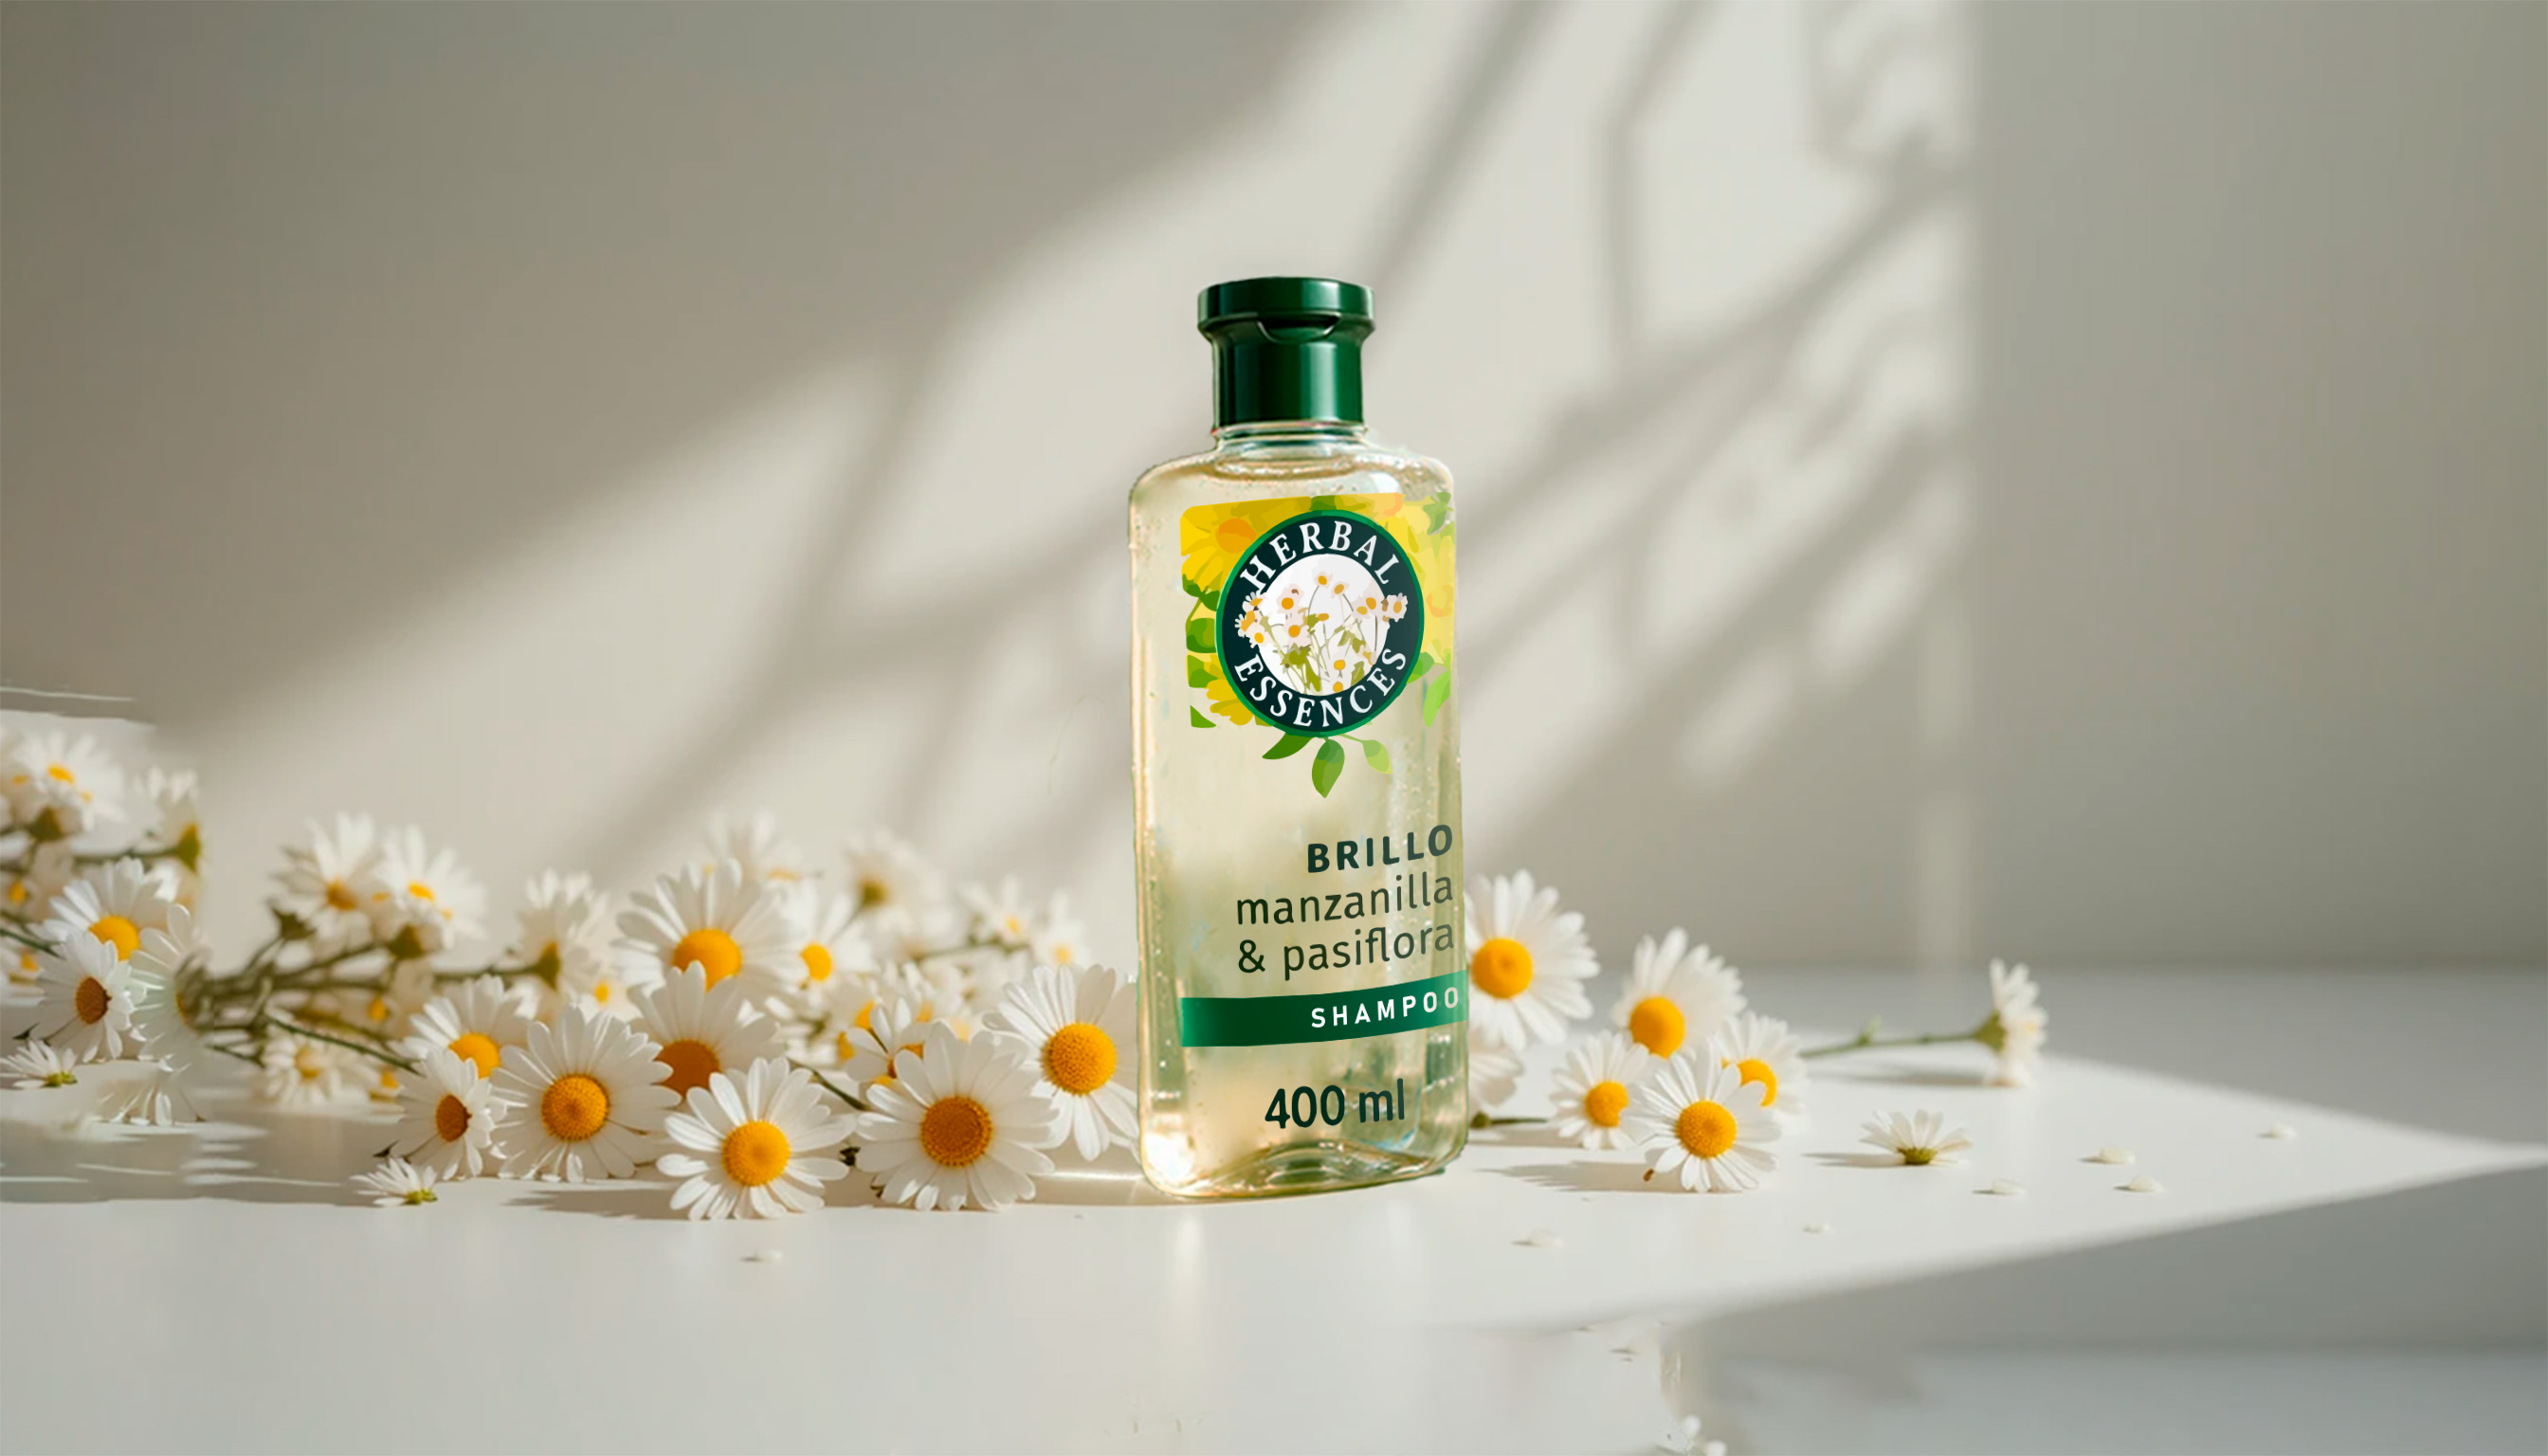 HERBAL
ESSENCES
BRILLO
manzanilla
& pasiflora
SHAMPOO
400 ml